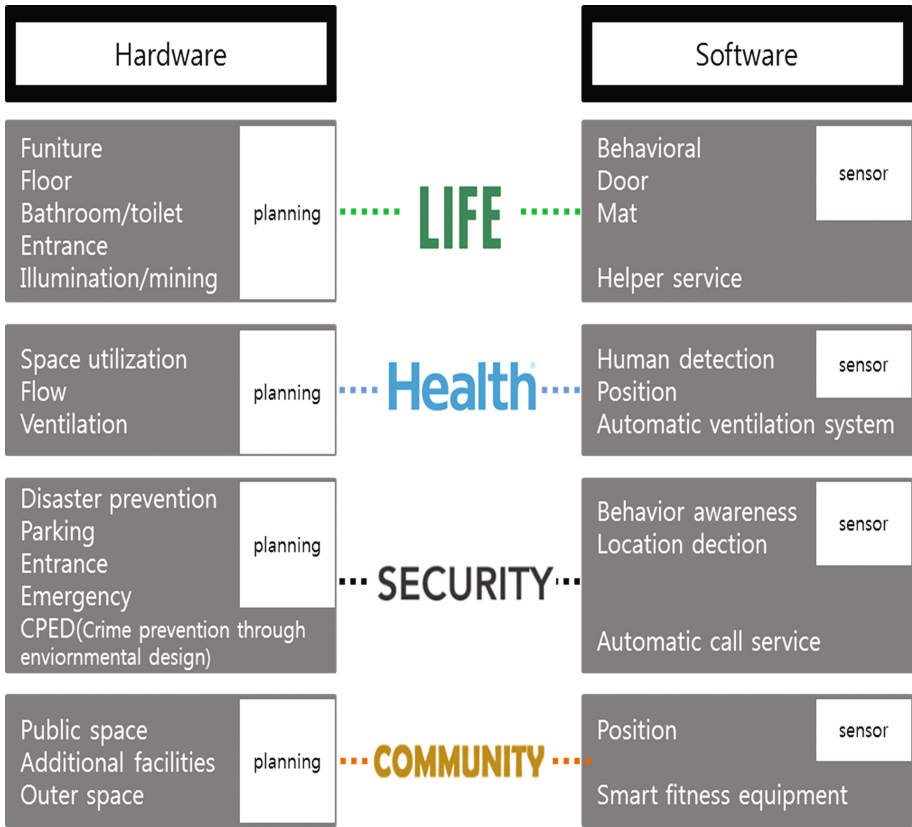 Hardware
Software
Funiture
Floor
Bathroom/toilet
Entrance
Illumination/mining
planning
LIFE
Behavioral
Door
Mat
Helper service
sensor
Space utilization
Flow
Ventilation
planning
Health®
Human detection
Position
Automatic ventilation system
sensor
Disaster prevention
Parking
Entrance
Emergency
CPED(Crime prevention through
enviornmental design)
planning
SECURITY
Behavior awareness
Location dection
Automatic call service
sensor
Public space
Additional facilities
Outer space
planning
COMMUNITY
Position
Smart fitness equipment
sensor